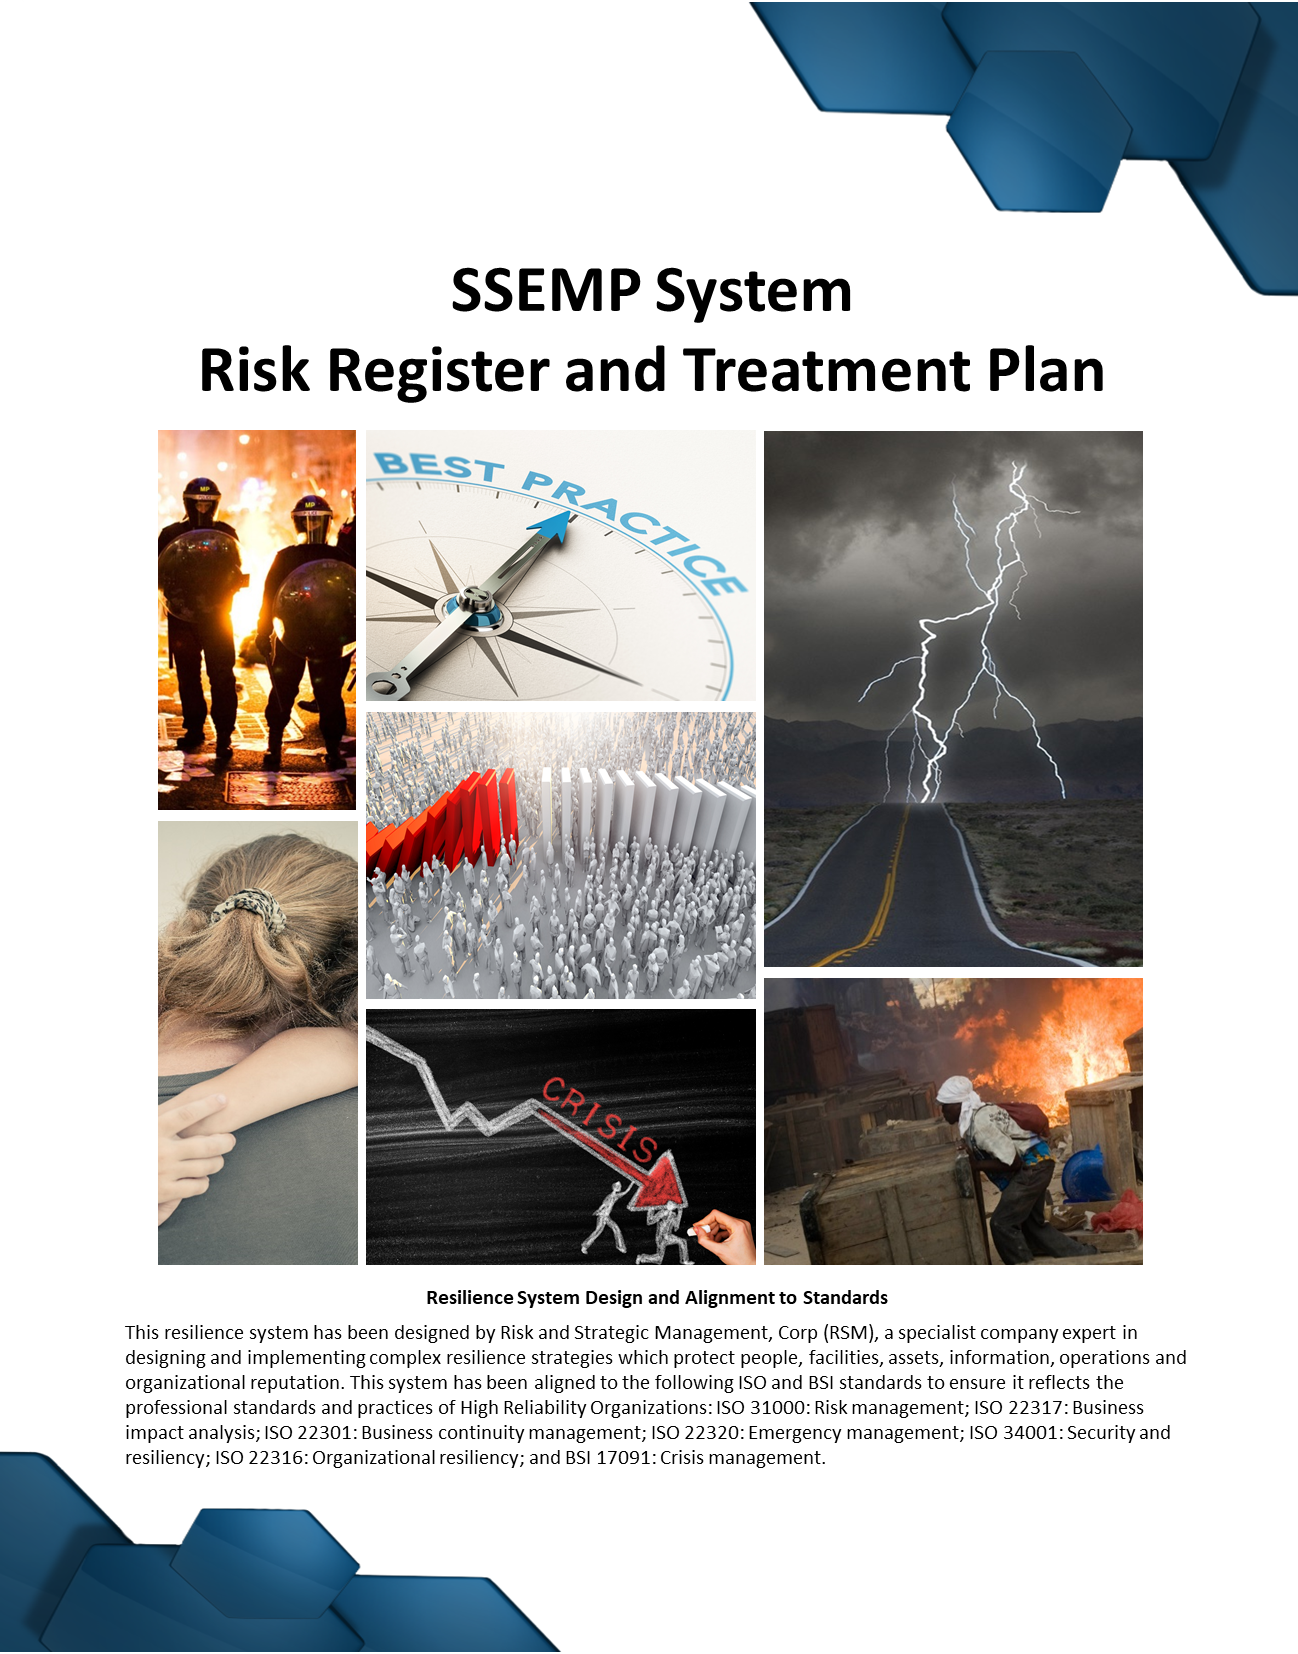 SSEMP System
Risk Register and Treatment Plan
MP
MP
BEST PRACTICE
CRISIS
Resilience System Design and Alignment to Standards
This resilience system has been designed by Risk and Strategic Management, Corp (RSM), a specialist company expert in
designing and implementing complex resilience strategies which protect people, facilities, assets, information, operations and
organizational reputation. This system has been aligned to the following ISO and BSI standards to ensure it reflects the
professional standards and practices of High Reliability Organizations: ISO 31000: Risk management; ISO 22317: Business
impact analysis; ISO 22301: Business continuity management; ISO 22320: Emergency management; ISO 34001: Security and
resiliency; ISO 22316: Organizational resiliency; and BSI 17091: Crisis management.